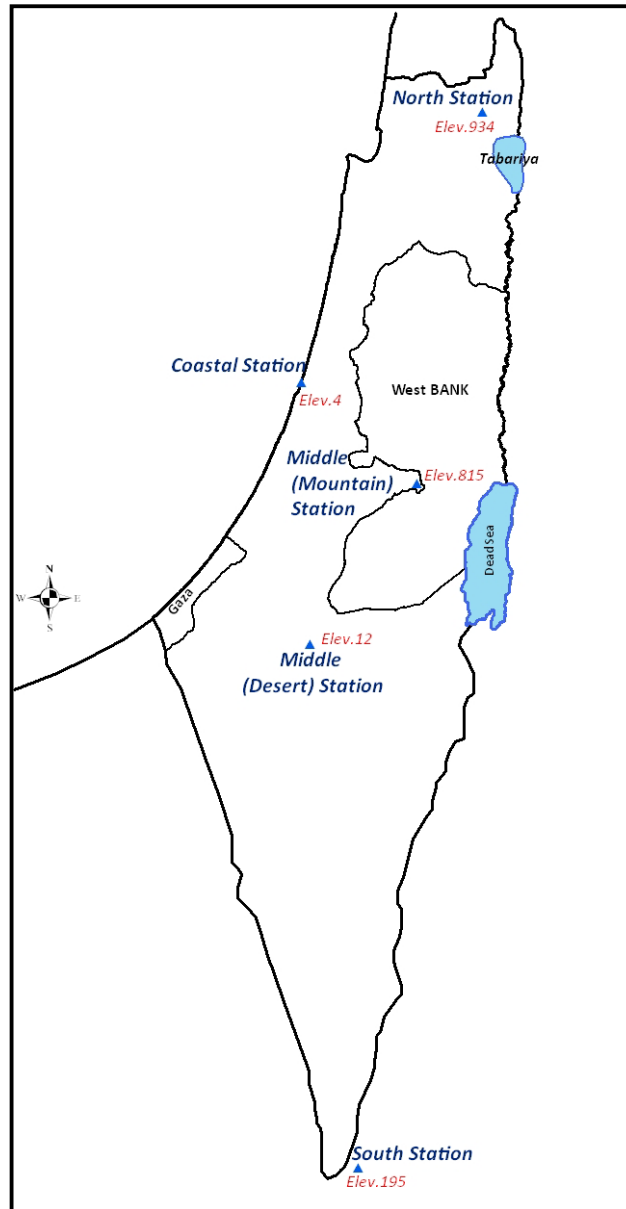 North Station
Elev.934
Tabariya
Coastal Station
Elev.4
West BANK
Middle
(Mountain)
Station
Elev.815
Dead Sea
N
W
E
S
Gaza
Elev.12
Middle
(Desert) Station
South Station
Elev.195